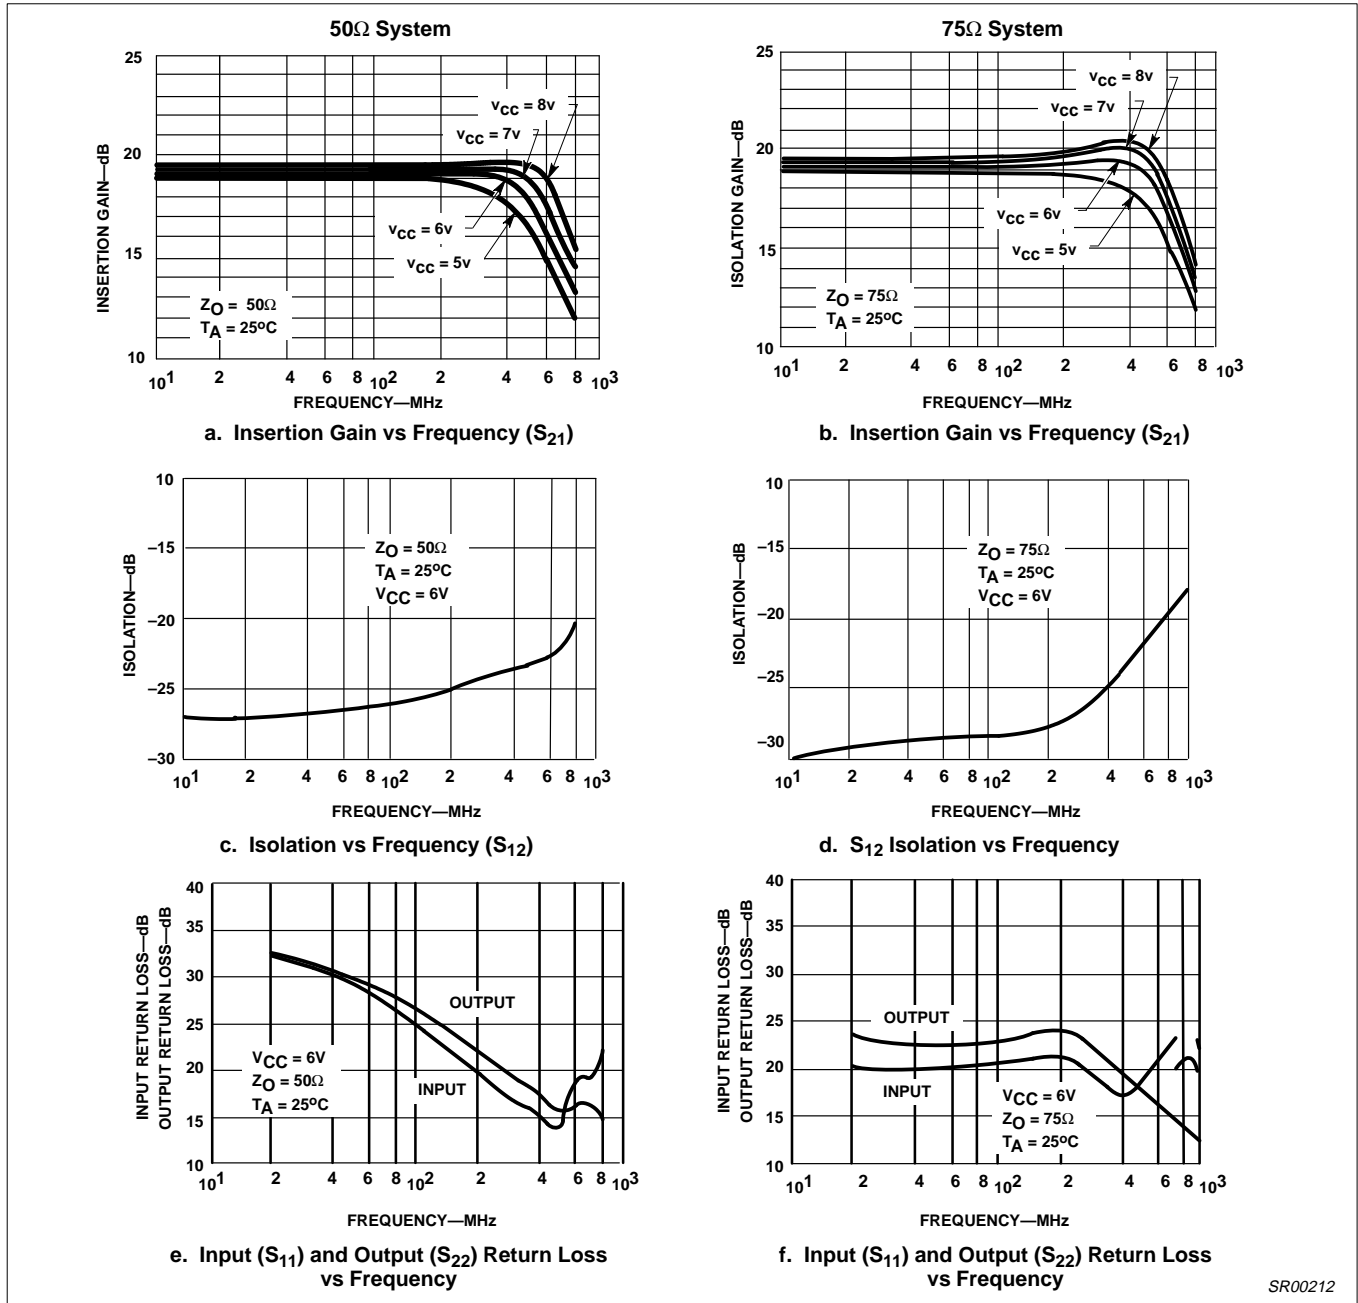 50Ω System
25
20
15
10
INSERTION GAIN—dB
vCC = 8v
vCC = 7v
vCC = 6v
vCC = 5v
ZO = 50Ω
TA = 25oC
101 2 4 6 8 102 2 4 6 8 103
FREQUENCY—MHz
a. Insertion Gain vs Frequency (S21)
75Ω System
25
20
15
10
ISOLATION GAIN—dB
vCC = 8v
vCC = 7v
vCC = 6v
vCC = 5v
ZO = 75Ω
TA = 25oC
101 2 4 6 8 102 2 4 6 8 103
FREQUENCY—MHz
b. Insertion Gain vs Frequency (S21)
10
–15
–20
–25
–30
ISOLATION—dB
ZO = 50Ω
TA = 25oC
VCC = 6V
101 2 4 6 8 102 2 4 6 8 103
FREQUENCY—MHz
c. Isolation vs Frequency (S12)
10
–15
–20
–25
–30
ISOLATION—dB
ZO = 75Ω
TA = 25oC
VCC = 6V
101 2 4 6 8 102 2 4 6 8 103
FREQUENCY—MHz
d. S12 Isolation vs Frequency
40
35
30
25
20
15
10
INPUT RETURN LOSS—dB
OUTPUT RETURN LOSS—dB
OUTPUT
INPUT
VCC = 6V
ZO = 50Ω
TA = 25oC
101 2 4 6 8 102 2 4 6 8 103
FREQUENCY—MHz
e. Input (S11) and Output (S22) Return Loss
vs Frequency
40
35
30
25
20
15
10
INPUT RETURN LOSS—dB
OUTPUT RETURN LOSS—dB
OUTPUT
INPUT
VCC = 6V
ZO = 75Ω
TA = 25oC
101 2 4 6 8 102 2 4 6 8 103
FREQUENCY—MHz
f. Input (S11) and Output (S22) Return Loss
vs Frequency
SR00212